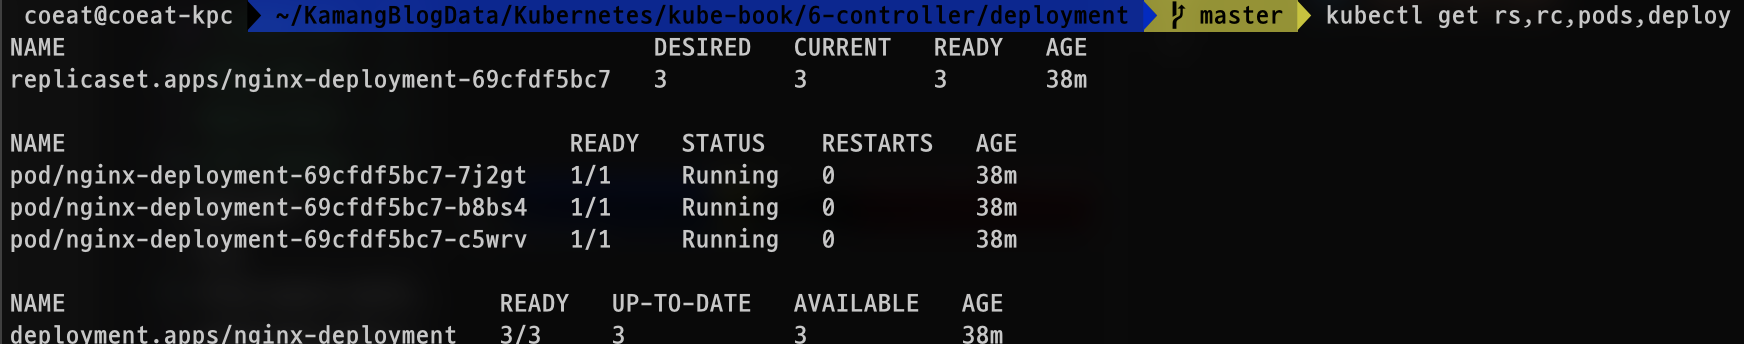 coeat@coeat-kpc ~/KamangBlogData/Kubernetes/kube-book/6-controller/deployment master kubectl get rs,rc,pods,deploy
NAME DESIRED CURRENT READY AGE
replicaset.apps/nginx-deployment-69cfdf5bc7 3 3 3 38m
NAME READY STATUS RESTARTS AGE
pod/nginx-deployment-69cfdf5bc7-7j2gt 1/1 Running 0 38m
pod/nginx-deployment-69cfdf5bc7-b8bs4 1/1 Running 0 38m
pod/nginx-deployment-69cfdf5bc7-c5wrv 1/1 Running 0 38m
NAME READY UP-TO-DATE AVAILABLE AGE
deployment.apps/nginx-deployment 3/3 3 3 38m